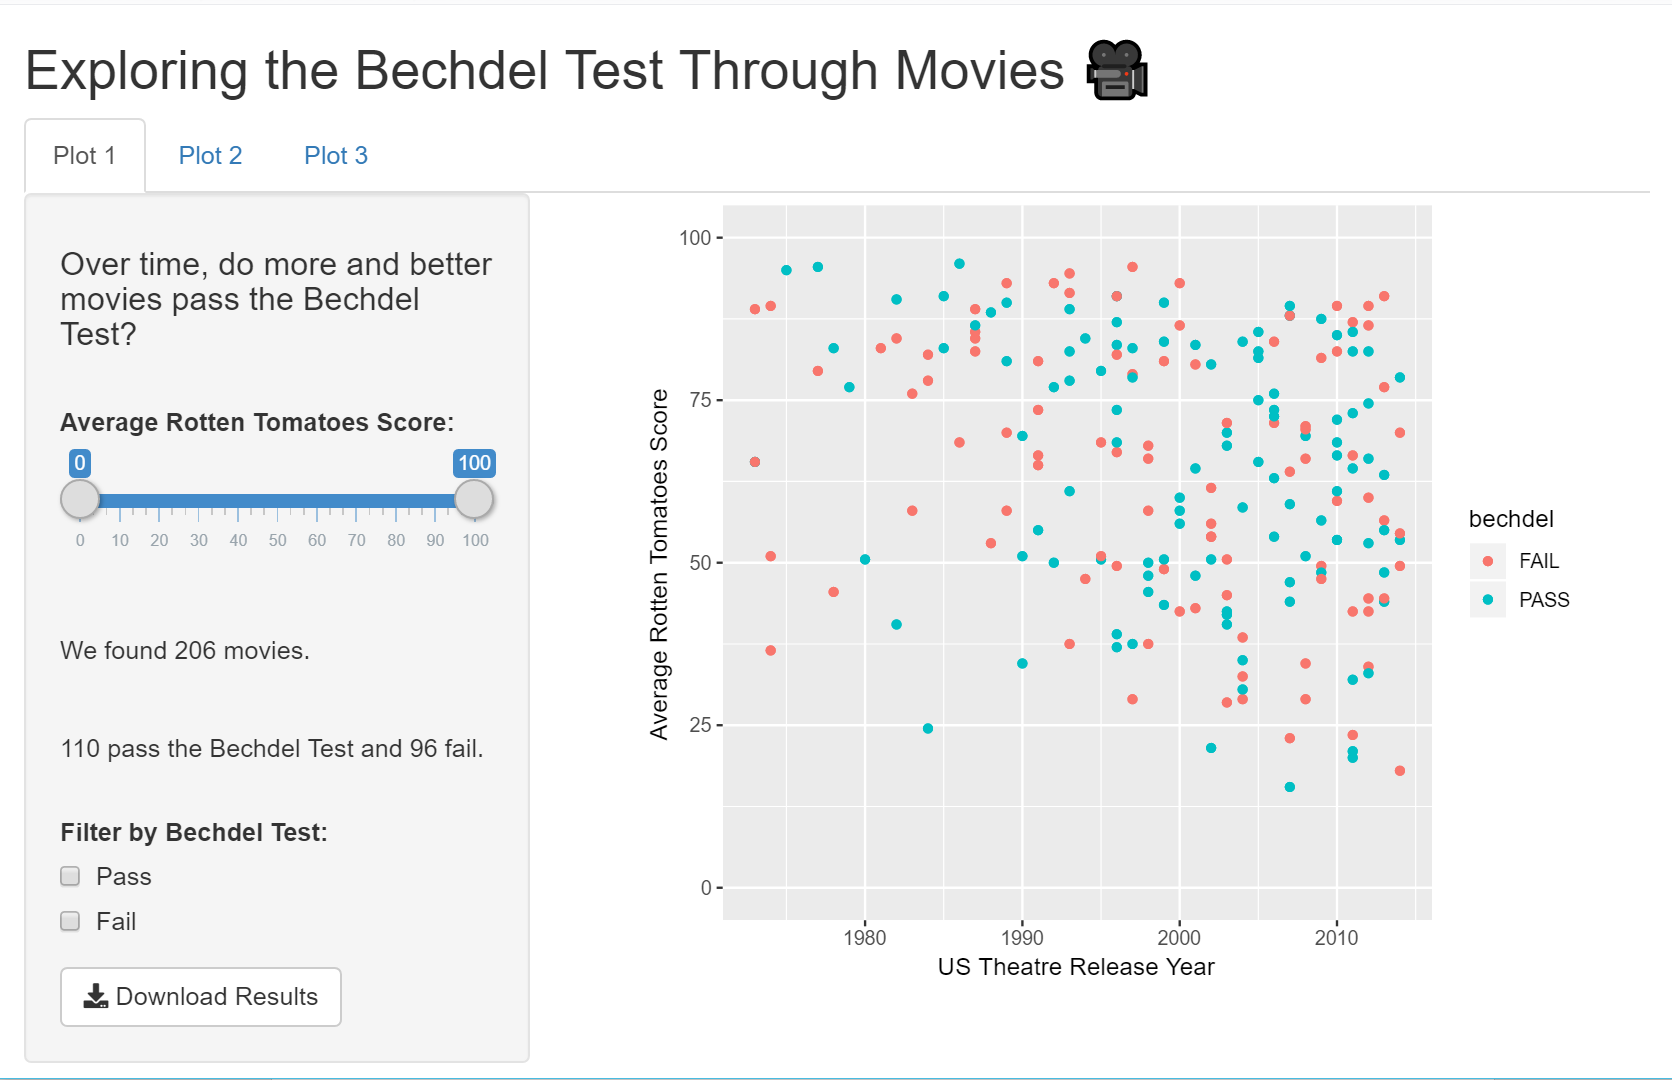 Exploring the Bechdel Test Through Movies
Plot 1
Plot 2
Plot 3
Over time, do more and better
movies pass the Bechdel
Test?
Average Rotten Tomatoes Score:
0
100
0 10 20 30 40 50 60 70 80 90 100
We found 206 movies.
110 pass the Bechdel Test and 96 fail.
Filter by Bechdel Test:
Pass
Fail
Download Results
Average Rotten Tomatoes Score
100
75
50
25
0
1980 1990 2000 2010
US Theatre Release Year
bechdel
FAIL
PASS